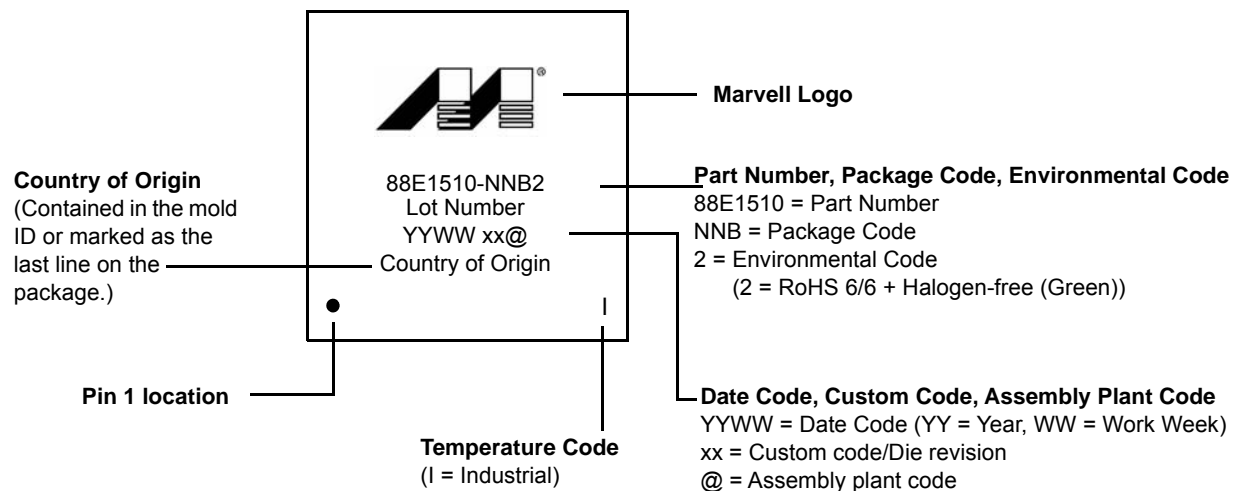 ®
Marvell Logo
Country of Origin
(Contained in the mold
ID or marked as the
last line on the
package.)
88E1510-NNB2
Lot Number
YYWW xx@
Country of Origin
I
Part Number, Package Code, Environmental Code
88E1510 = Part Number
NNB = Package Code
2 = Environmental Code
(2 = RoHS 6/6 + Halogen-free (Green))
Pin 1 location
Temperature Code
(I = Industrial)
Date Code, Custom Code, Assembly Plant Code
YYWW = Date Code (YY = Year, WW = Work Week)
xx = Custom code/Die revision
@ = Assembly plant code